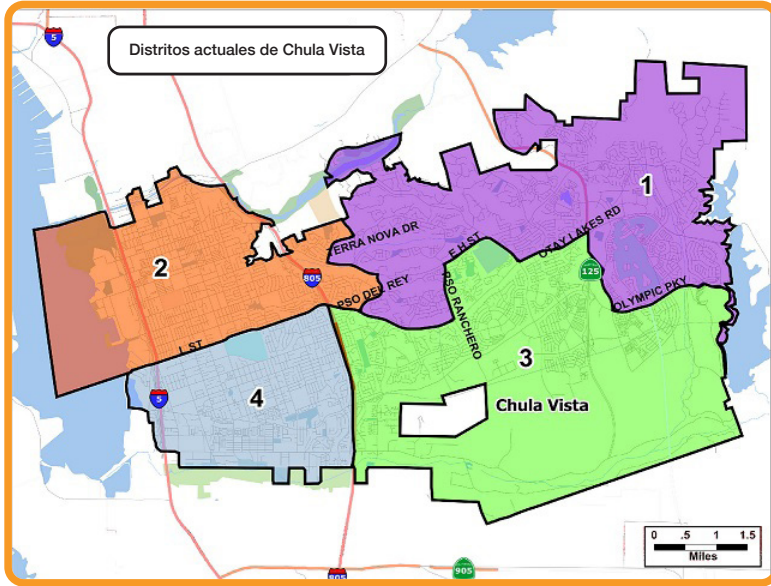 5
Distritos actuales de Chula Vista
1
ERRA NOVA DR
E H ST
OTAY LAKES RD
2
805
125
PSO DEL REY
PSO RANCHERO
OLYMPIC PKY
L ST
3
5
4
Chula Vista
0 .5 1 1.5
Miles
805
905